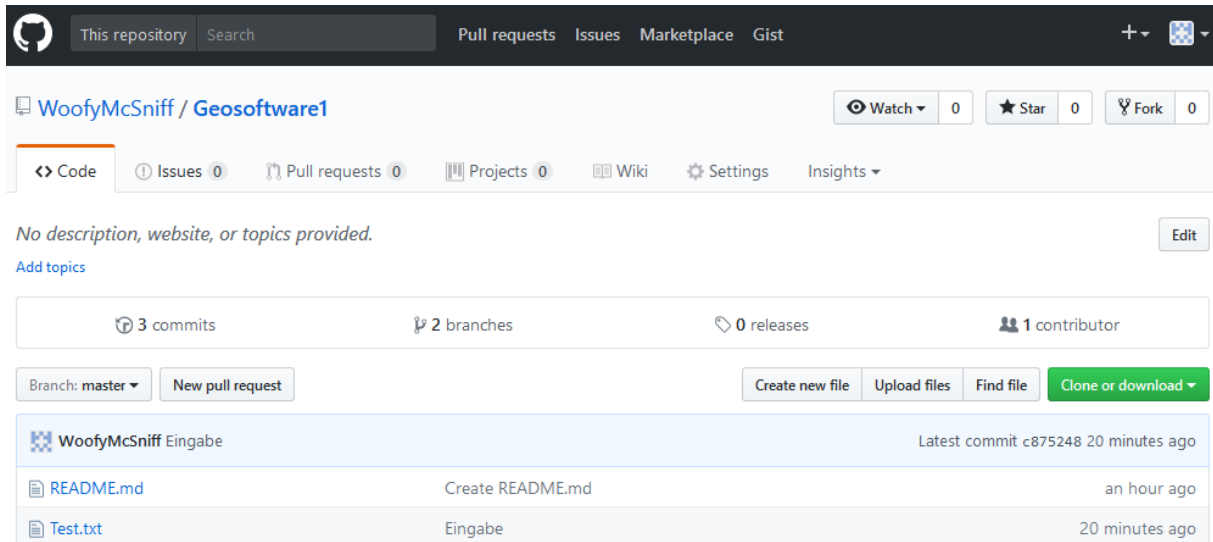 This repository Search Pull requests Issues Marketplace Gist
WoofyMcSniff / Geosoftware1 Watch 0 Star 0 Fork 0
Code Issues 0 Pull requests 0 Projects 0 Wiki Settings Insights
No description, website, or topics provided. Edit
Add topics
3 commits 2 branches 0 releases 1 contributor
Branch: master New pull request Create new file Upload files Find file Clone or download
WoofyMcSniff Eingabe Latest commit c875248 20 minutes ago
README.md Create README.md an hour ago
Test.txt Eingabe 20 minutes ago